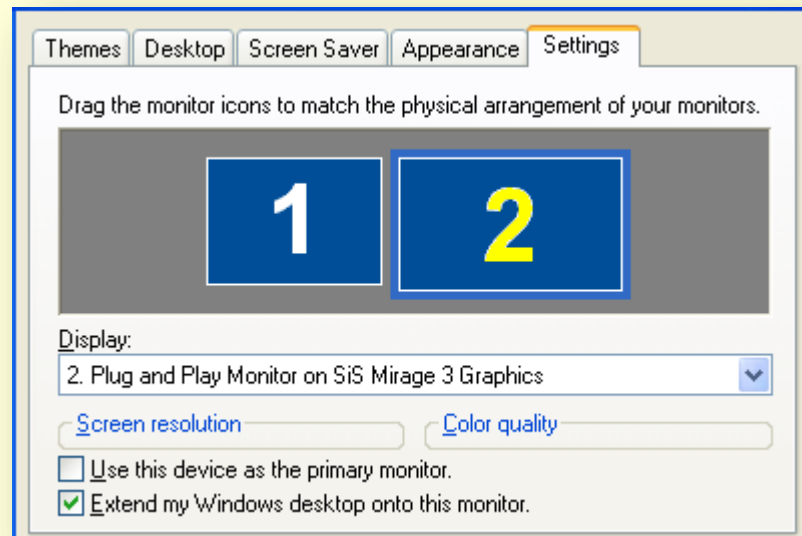 Themes Desktop Screen Saver Appearance Settings
Drag the monitor icons to match the physical arrangement of your monitors.
1 2
Display:
2. Plug and Play Monitor on SiS Mirage 3 Graphics
Screen resolution Color quality
Use this device as the primary monitor.
Extend my Windows desktop onto this monitor.